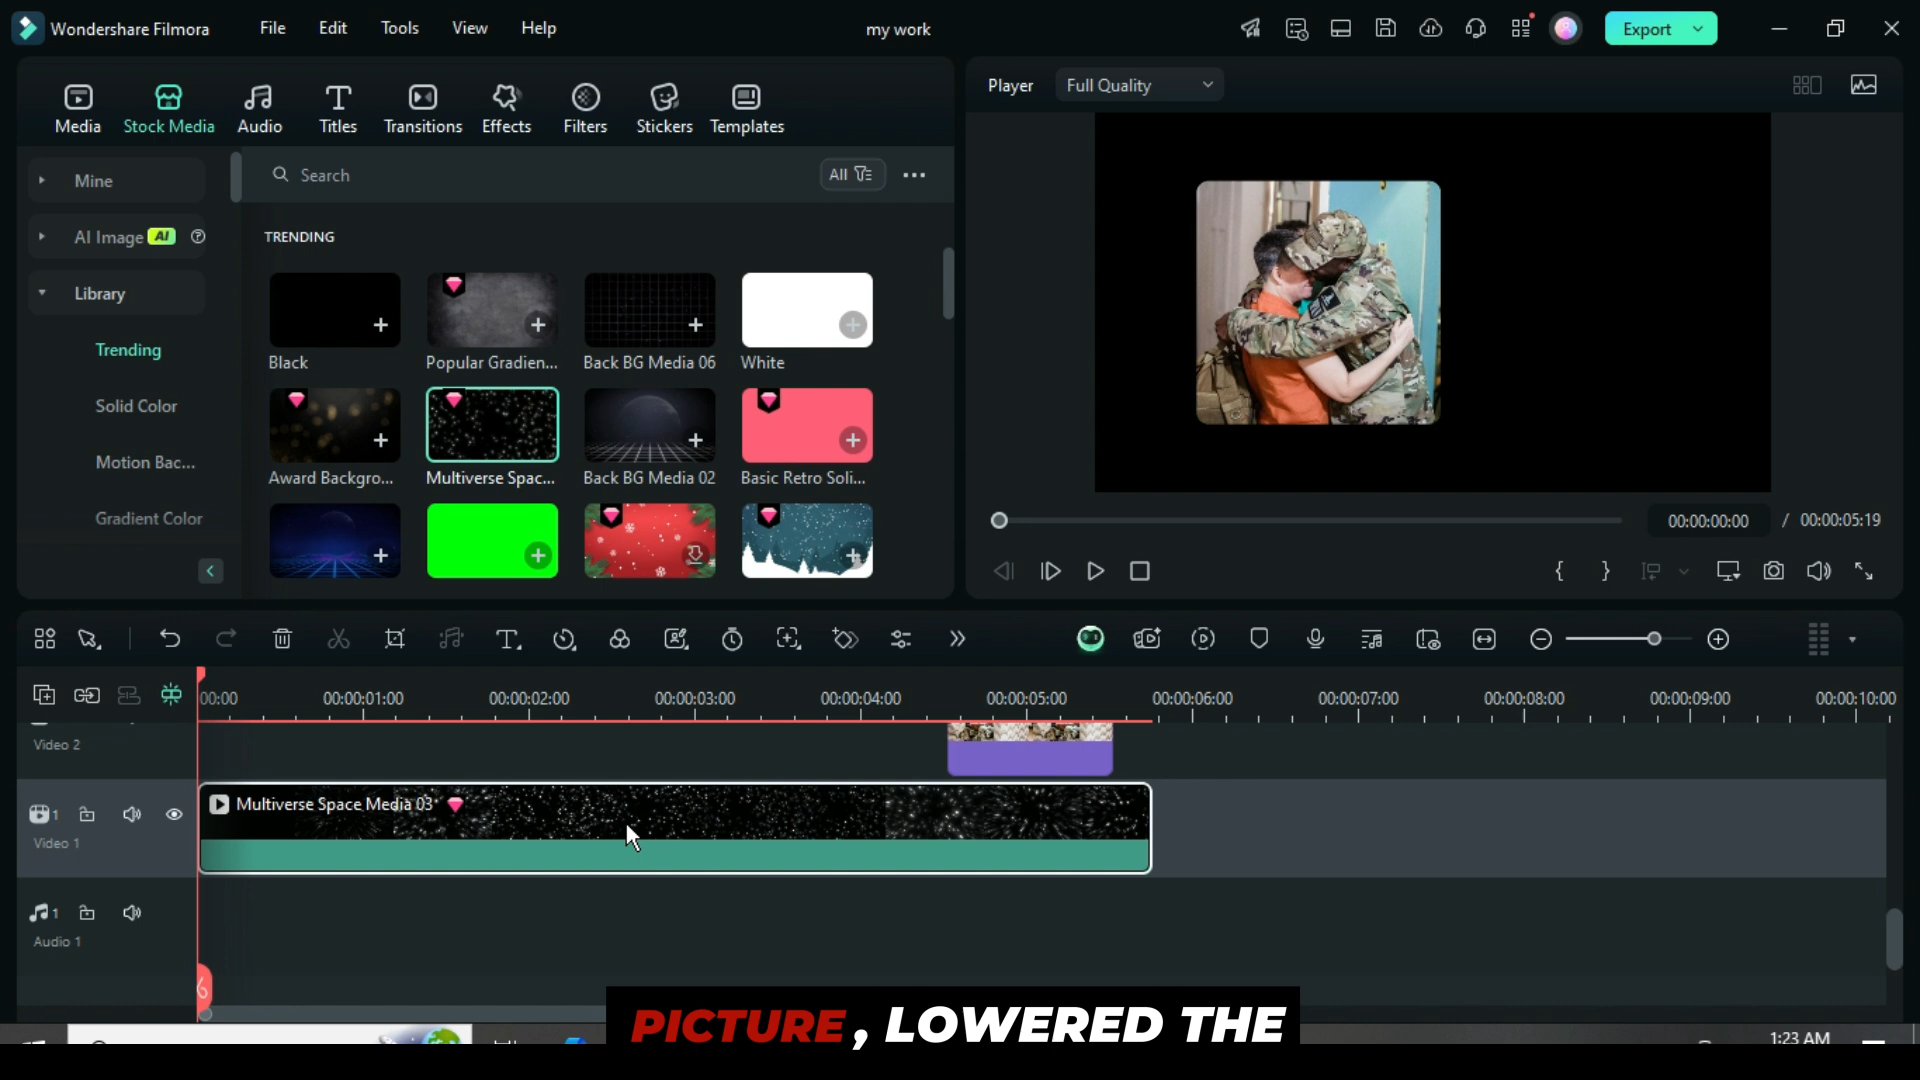 Wondershare Filmora
File
Edit
Tools
View
Help
my work
Export
Media
Stock Media
Audio
Titles
Transitions
Effects
Filters
Stickers
Templates
Player
Full Quality
Mine
AI Image AI
Library
Trending
Solid Color
Motion Bac...
Gradient Color
Search
All
TRENDING
Black
Popular Gradien...
Back BG Media 06
White
Award Backgro...
Multiverse Spac...
Back BG Media 02
Basic Retro Soli...
00:00:00:00 / 00:00:05:19
00:00
00:00:01:00
00:00:02:00
00:00:03:00
00:00:04:00
00:00:05:00
00:00:06:00
00:00:07:00
00:00:08:00
00:00:09:00
00:00:10:00
Video 2
Multiverse Space Media 03
1
Video 1
1
Audio 1
PICTURE, LOWERED THE
1:23 AM